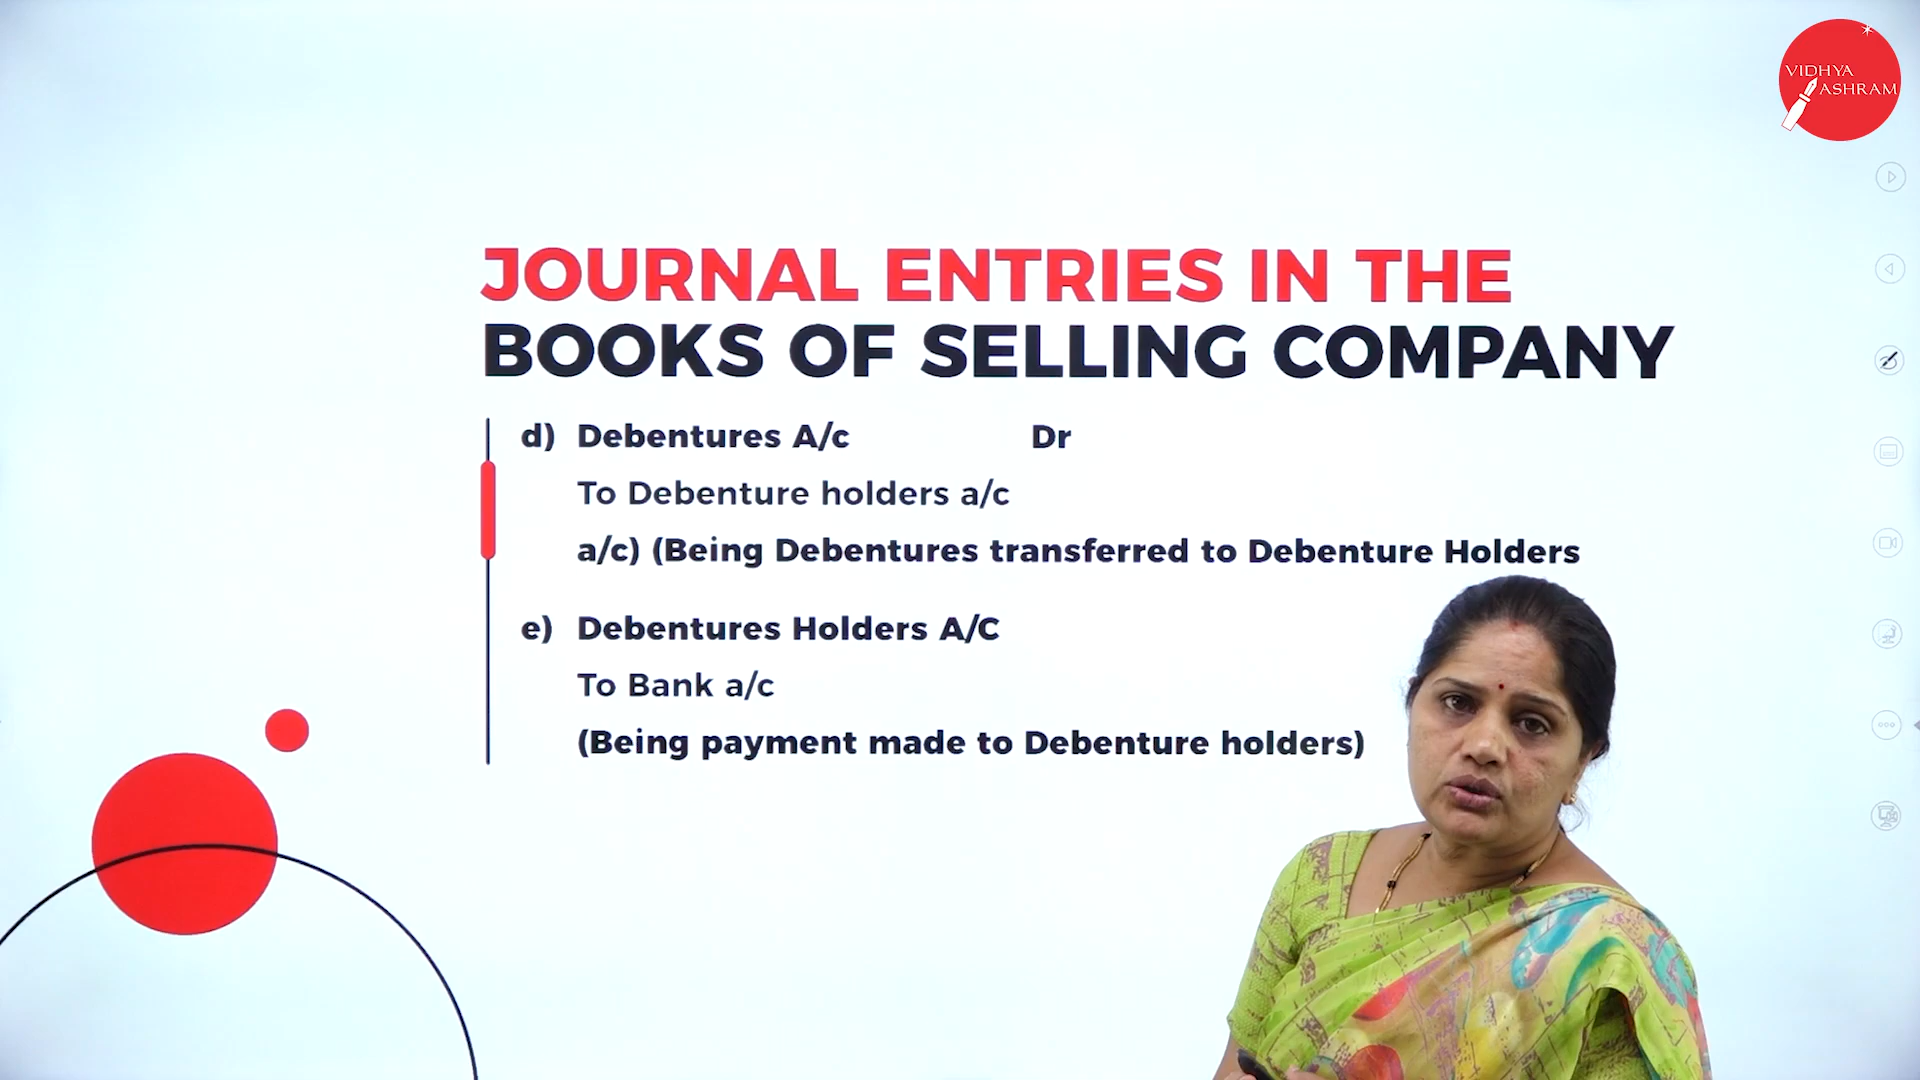 VIDHYA
ASHRAM
JOURNAL ENTRIES IN THE
BOOKS OF SELLING COMPANY
d) Debentures A/c Dr
To Debenture holders a/c
a/c) (Being Debentures transferred to Debenture Holders
e) Debentures Holders A/C
To Bank a/c
(Being payment made to Debenture holders)